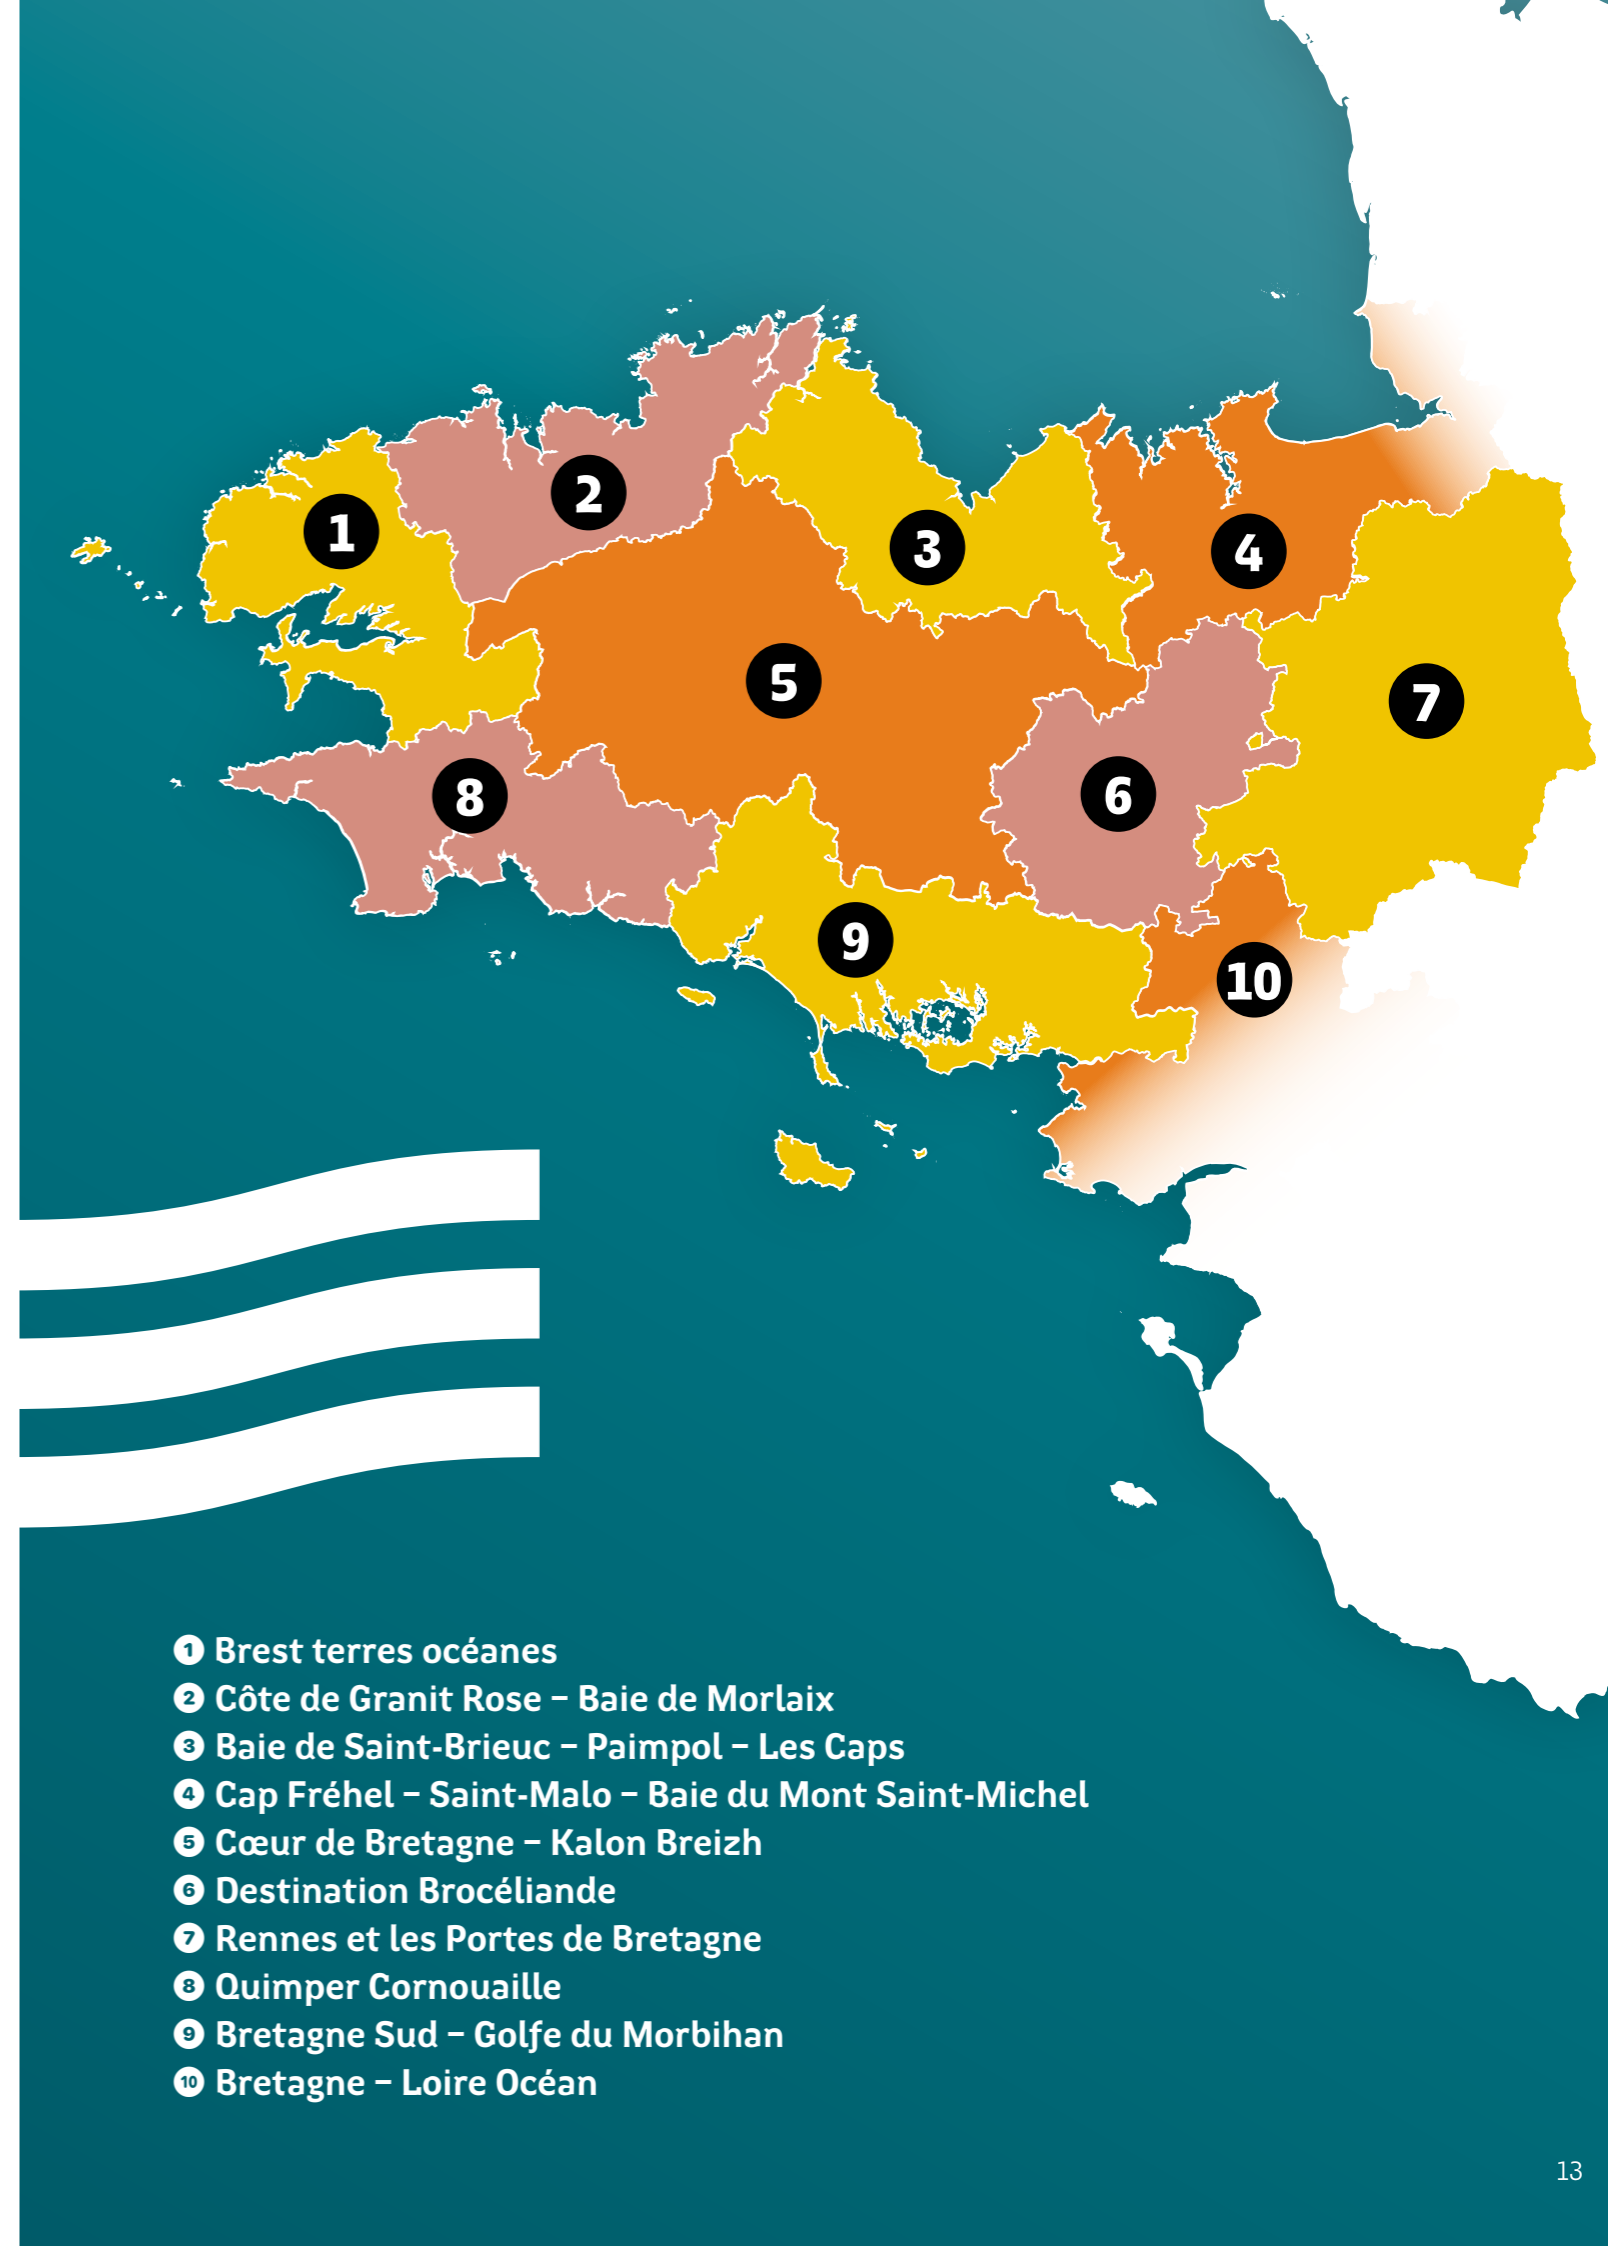 1
2
3
4
5
6
7
8
9
10
1 Brest terres océanes
2 Côte de Granit Rose – Baie de Morlaix
3 Baie de Saint-Brieuc – Paimpol – Les Caps
4 Cap Fréhel – Saint-Malo – Baie du Mont Saint-Michel
5 Cœur de Bretagne – Kalon Breizh
6 Destination Brocéliande
7 Rennes et les Portes de Bretagne
8 Quimper Cornouaille
9 Bretagne Sud – Golfe du Morbihan
10 Bretagne – Loire Océan
13